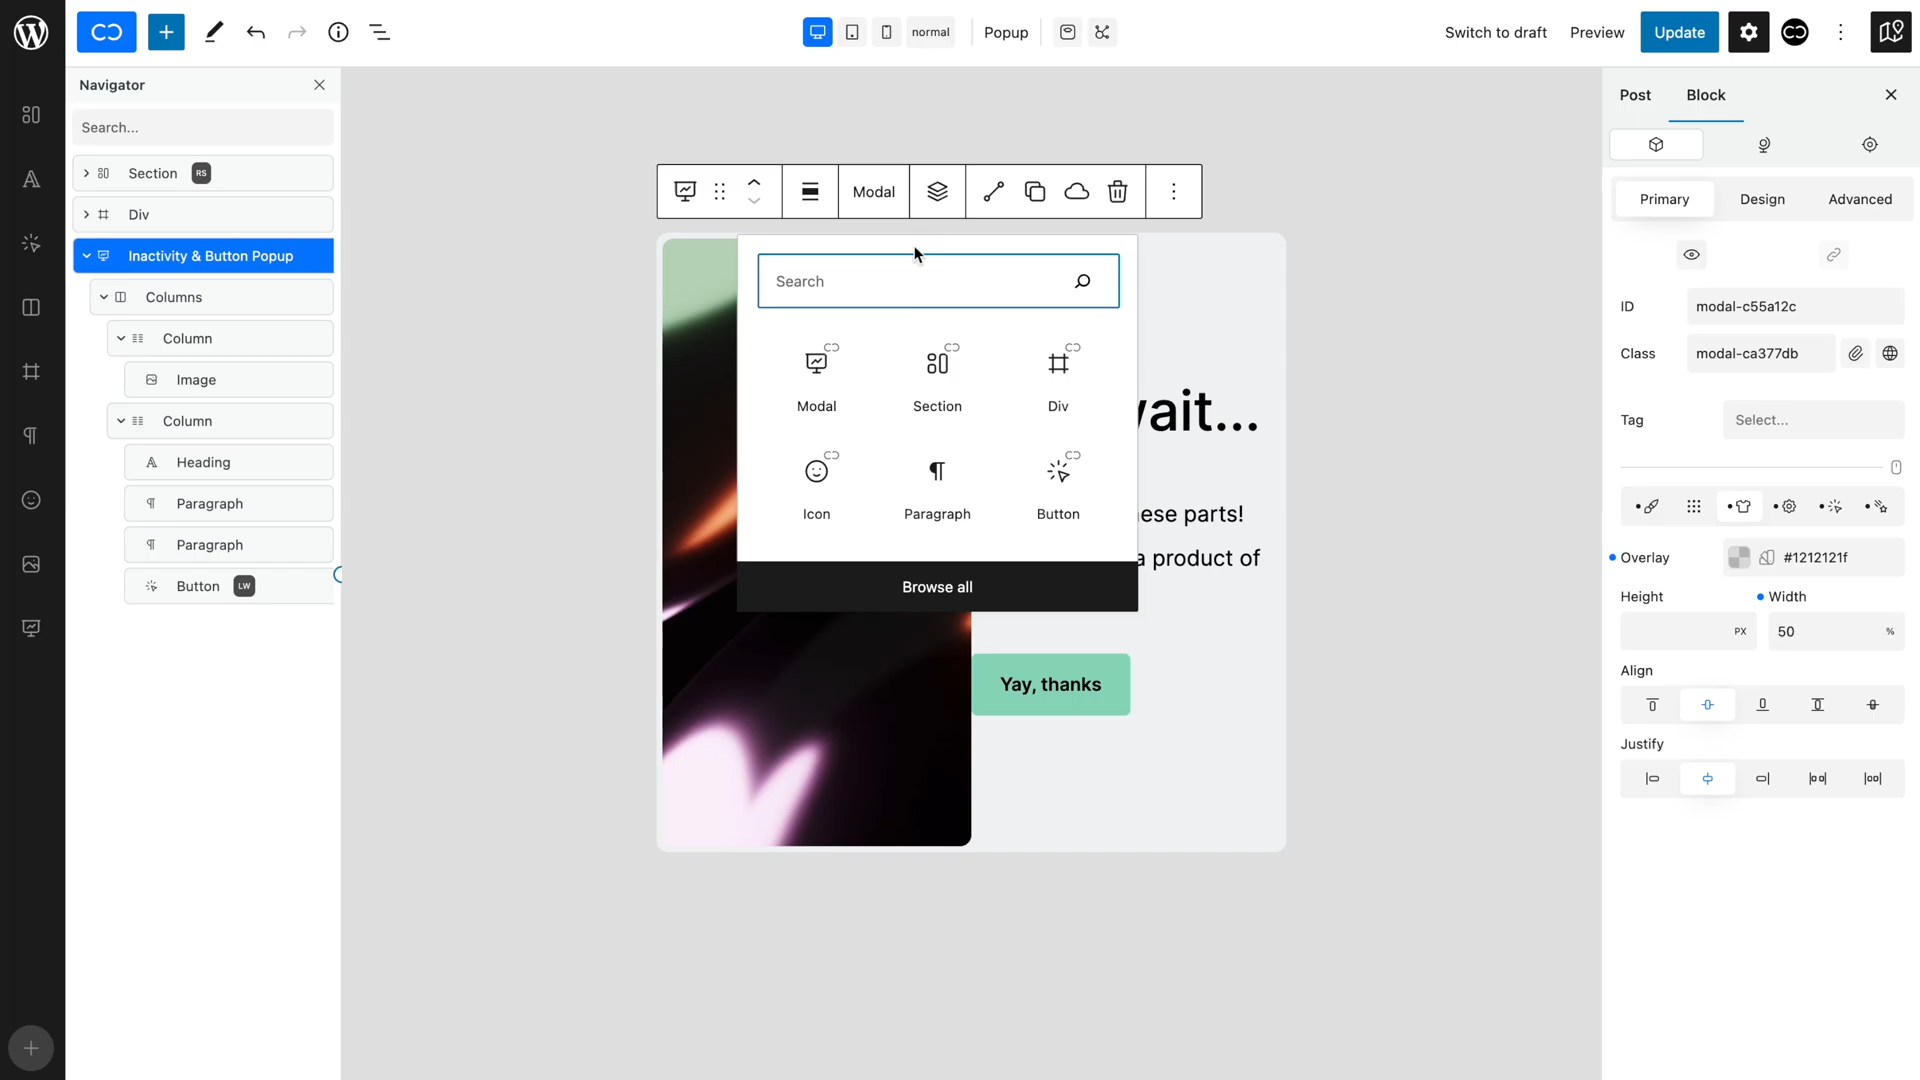 normal
Popup
Switch to draft
Preview
Update
Navigator
Search...
Section RS
Div
Inactivity & Button Popup
Columns
Column
Image
Column
Heading
Paragraph
Paragraph
Button LW
Modal
Search
Modal
Section
Div
Icon
Paragraph
Button
Browse all
ait...
ese parts!
a product of
Yay, thanks
Post
Block
Primary
Design
Advanced
ID
modal-c55a12c
Class
modal-ca377db
Tag
Select...
Overlay
#1212121f
Height
Width
PX
50
%
Align
Justify